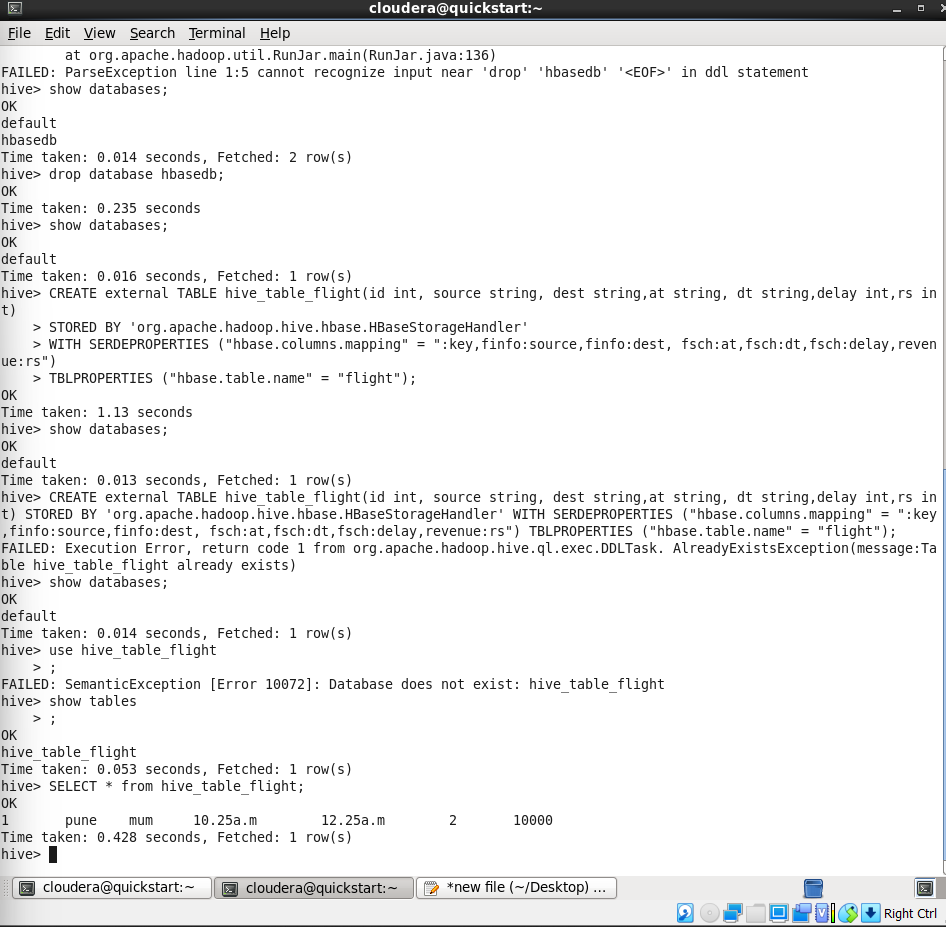 cloudera@quickstart:~
File Edit View Search Terminal Help
at org.apache.hadoop.util.RunJar.main(RunJar.java:136)
FAILED: ParseException line 1:5 cannot recognize input near 'drop' 'hbasedb' '<EOF>' in ddl statement
hive> show databases;
OK
default
hbasedb
Time taken: 0.014 seconds, Fetched: 2 row(s)
hive> drop database hbasedb;
OK
Time taken: 0.235 seconds
hive> show databases;
OK
default
Time taken: 0.016 seconds, Fetched: 1 row(s)
hive> CREATE external TABLE hive_table_flight(id int, source string, dest string,at string, dt string,delay int,rs in
t)
    > STORED BY 'org.apache.hadoop.hive.hbase.HBaseStorageHandler'
    > WITH SERDEPROPERTIES ("hbase.columns.mapping" = ":key,finfo:source,finfo:dest, fsch:at,fsch:dt,fsch:delay,reven
ue:rs")
    > TBLPROPERTIES ("hbase.table.name" = "flight");
OK
Time taken: 1.13 seconds
hive> show databases;
OK
default
Time taken: 0.013 seconds, Fetched: 1 row(s)
hive> CREATE external TABLE hive_table_flight(id int, source string, dest string,at string, dt string,delay int,rs in
t) STORED BY 'org.apache.hadoop.hive.hbase.HBaseStorageHandler' WITH SERDEPROPERTIES ("hbase.columns.mapping" = ":key
,finfo:source,finfo:dest, fsch:at,fsch:dt,fsch:delay,revenue:rs") TBLPROPERTIES ("hbase.table.name" = "flight");
FAILED: Execution Error, return code 1 from org.apache.hadoop.hive.ql.exec.DDLTask. AlreadyExistsException(message:Ta
ble hive_table_flight already exists)
hive> show databases;
OK
default
Time taken: 0.014 seconds, Fetched: 1 row(s)
hive> use hive_table_flight
    > ;
FAILED: SemanticException [Error 10072]: Database does not exist: hive_table_flight
hive> show tables
    > ;
OK
hive_table_flight
Time taken: 0.053 seconds, Fetched: 1 row(s)
hive> SELECT * from hive_table_flight;
OK
1 pune mum 10.25a.m 12.25a.m 2 10000
Time taken: 0.428 seconds, Fetched: 1 row(s)
hive>
cloudera@quickstart:~ cloudera@quickstart:~ *new file (~/Desktop) ...
Right Ctrl